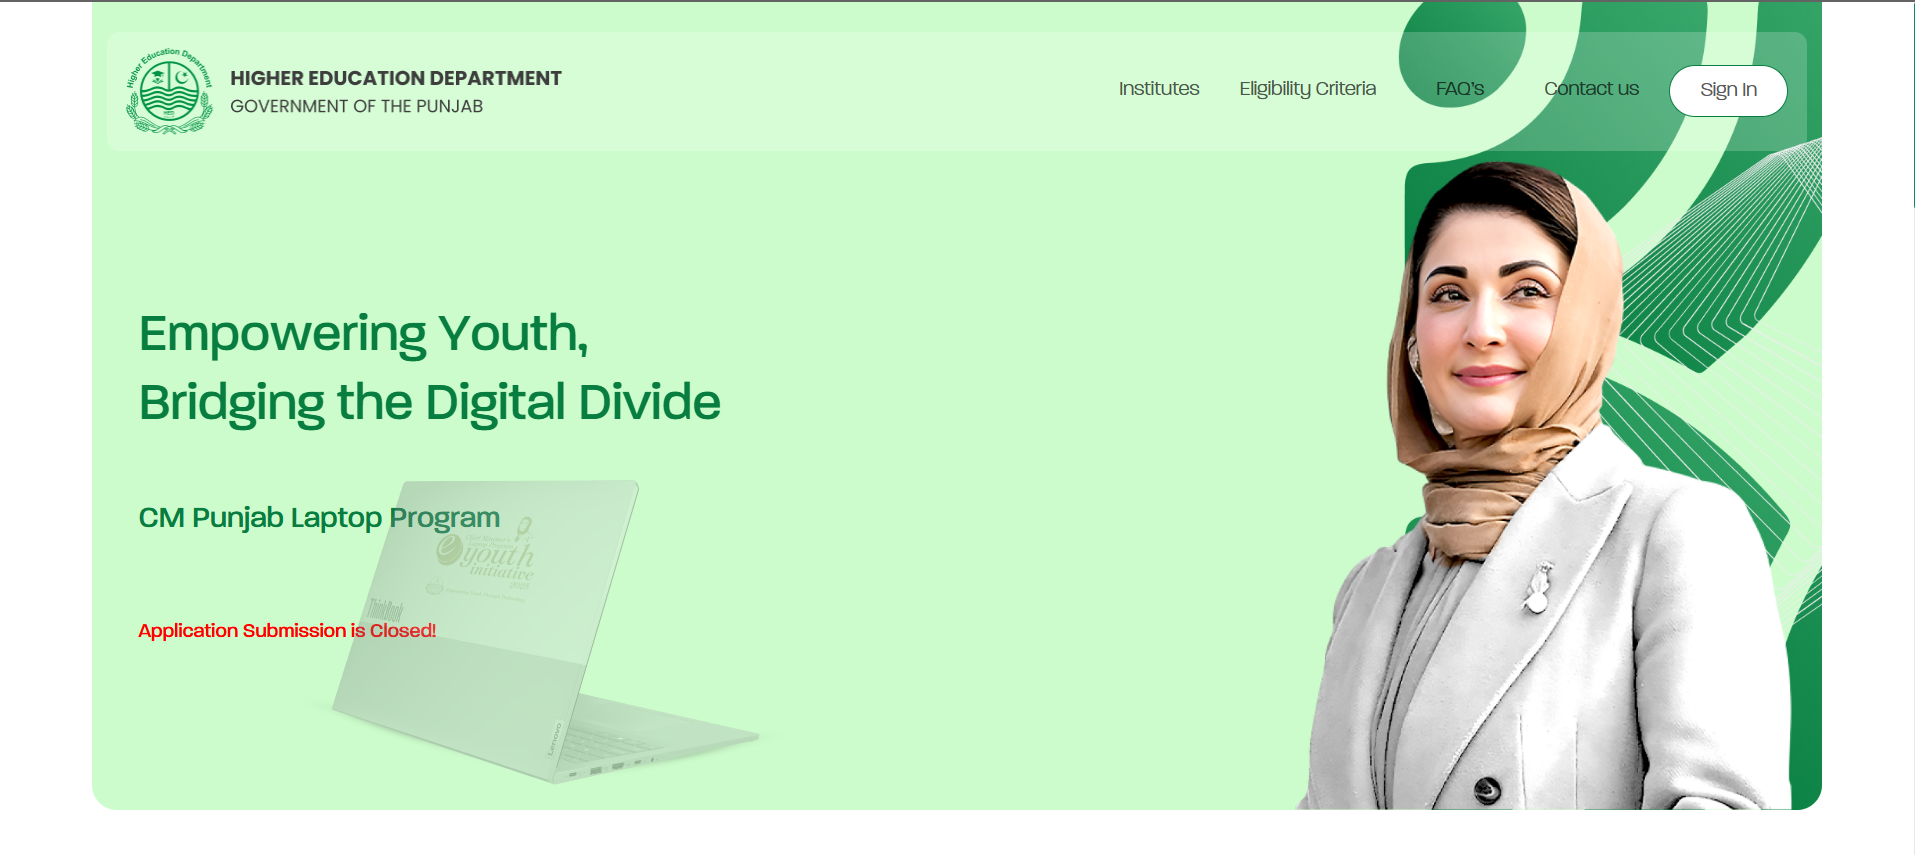 Higher Education Department
HIGHER EDUCATION DEPARTMENT
GOVERNMENT OF THE PUNJAB
Institutes
Eligibility Criteria
FAQ's
Contact us
Sign In
Empowering Youth,
Bridging the Digital Divide
CM Punjab Laptop Program
e youth
initiative
ThinkBook
Application Submission is Closed!
Lenovo